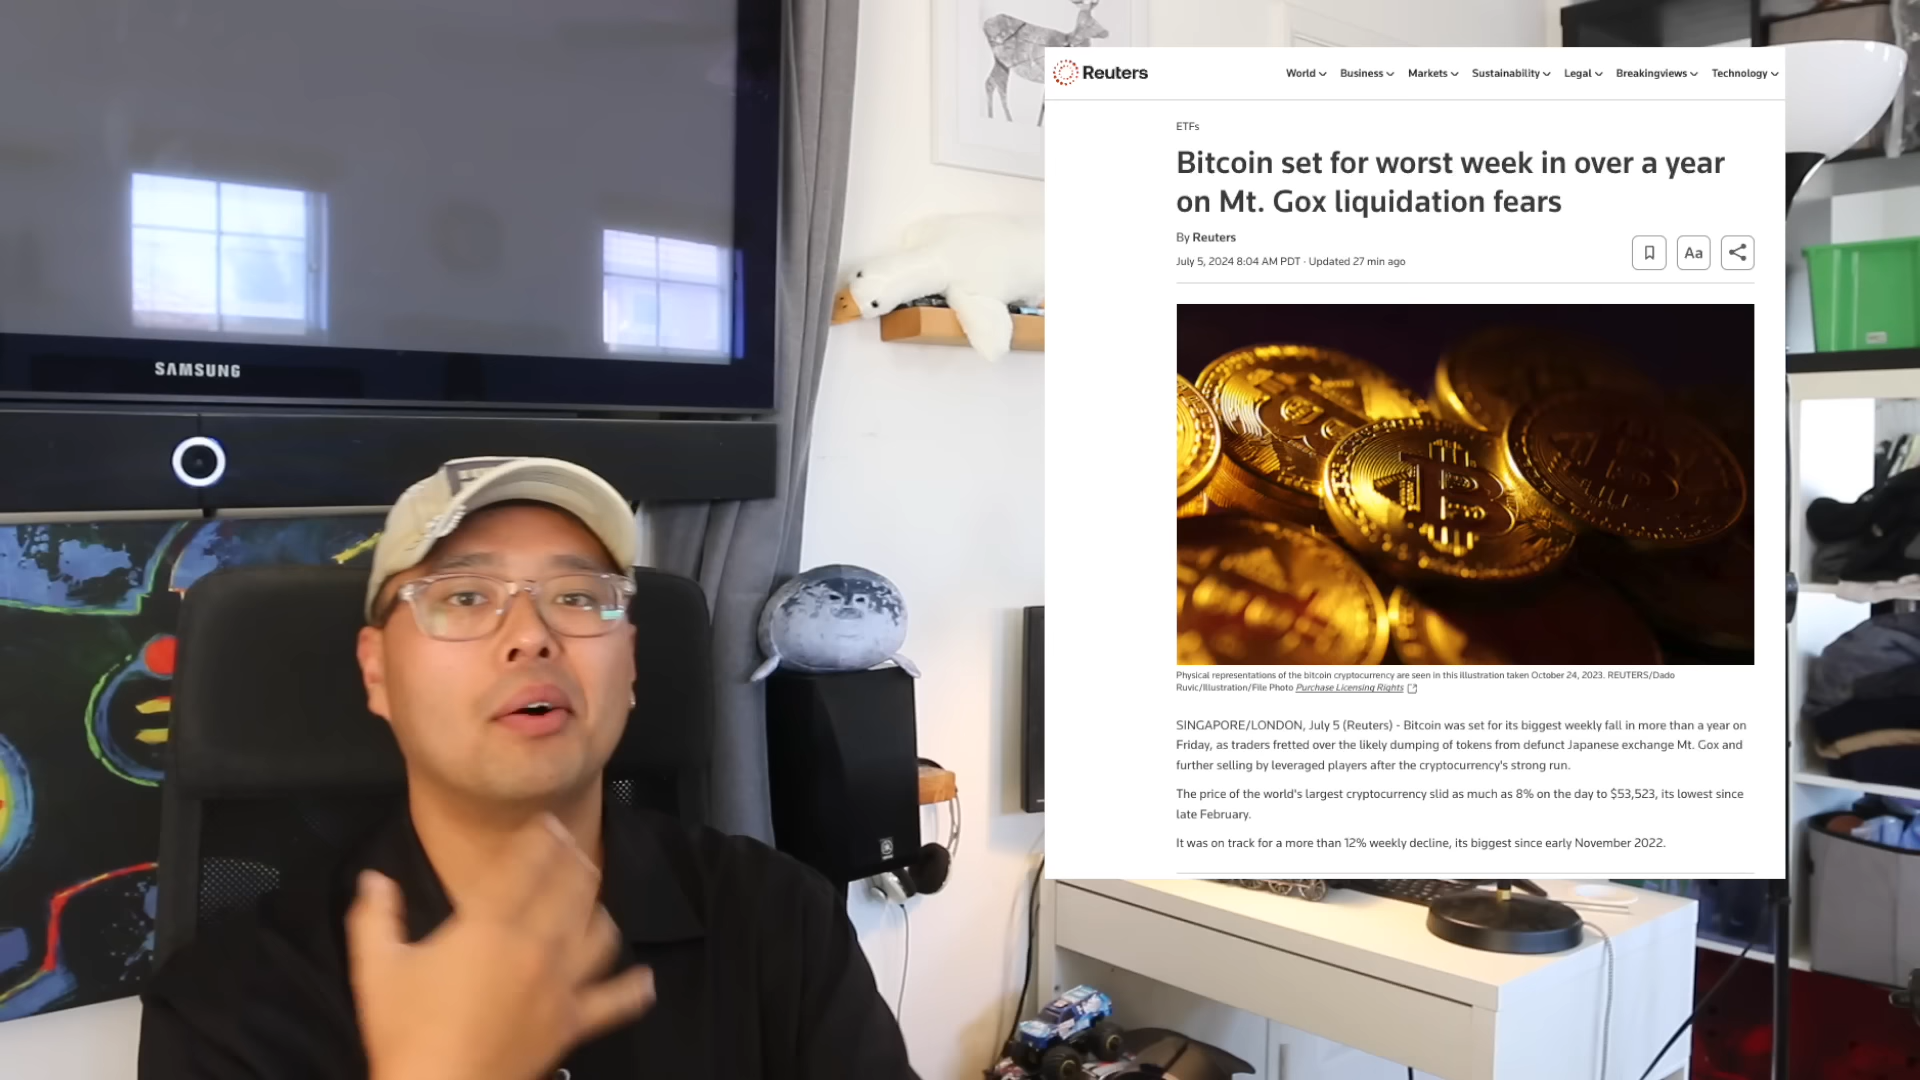 SAMSUNG
Reuters
World Business Markets Sustainability Legal Breakingviews Technology
ETFs
Bitcoin set for worst week in over a year
on Mt. Gox liquidation fears
By Reuters
July 5, 2024 8:04 AM PDT · Updated 27 min ago
Aa
Physical representations of the bitcoin cryptocurrency are seen in this illustration taken October 24, 2023. REUTERS/Dado
Ruvic/Illustration/File Photo Purchase Licensing Rights
SINGAPORE/LONDON, July 5 (Reuters) - Bitcoin was set for its biggest weekly fall in more than a year on
Friday, as traders fretted over the likely dumping of tokens from defunct Japanese exchange Mt. Gox and
further selling by leveraged players after the cryptocurrency's strong run.
The price of the world's largest cryptocurrency slid as much as 8% on the day to $53,523, its lowest since
late February.
It was on track for a more than 12% weekly decline, its biggest since early November 2022.
JBL